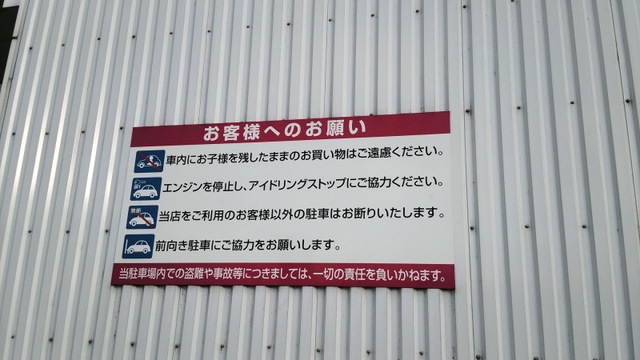 お客様へのお願い
車内にお子様を残したままのお買い物はご遠慮ください。
エンジンを停止し、アイドリングストップにご協力ください。
当店をご利用のお客様以外の駐車はお断りいたします。
前向き駐車にご協力をお願いします。
当駐車場内での盗難や事故等につきましては、一切の責任を負いかねます。